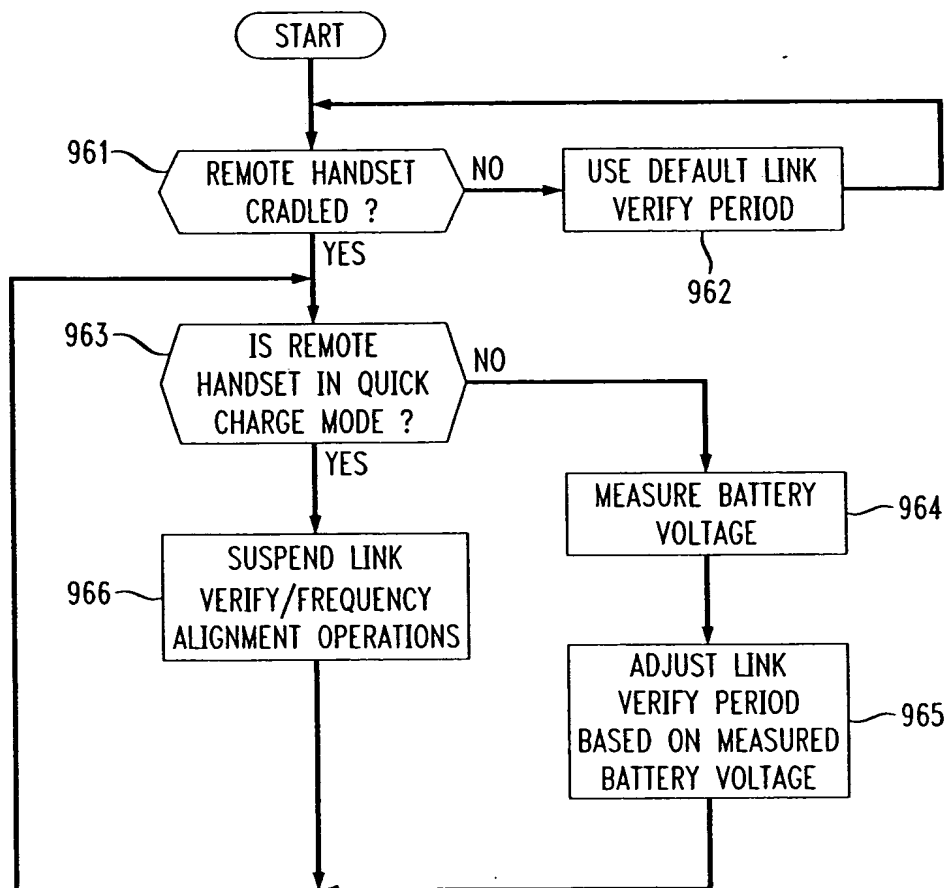 START
961
REMOTE HANDSET
CRADLED ?
NO
USE DEFAULT LINK
VERIFY PERIOD
962
YES
963
IS REMOTE
HANDSET IN QUICK
CHARGE MODE ?
NO
YES
MEASURE BATTERY
VOLTAGE
964
966
SUSPEND LINK
VERIFY/FREQUENCY
ALIGNMENT OPERATIONS
ADJUST LINK
VERIFY PERIOD
BASED ON MEASURED
BATTERY VOLTAGE
965